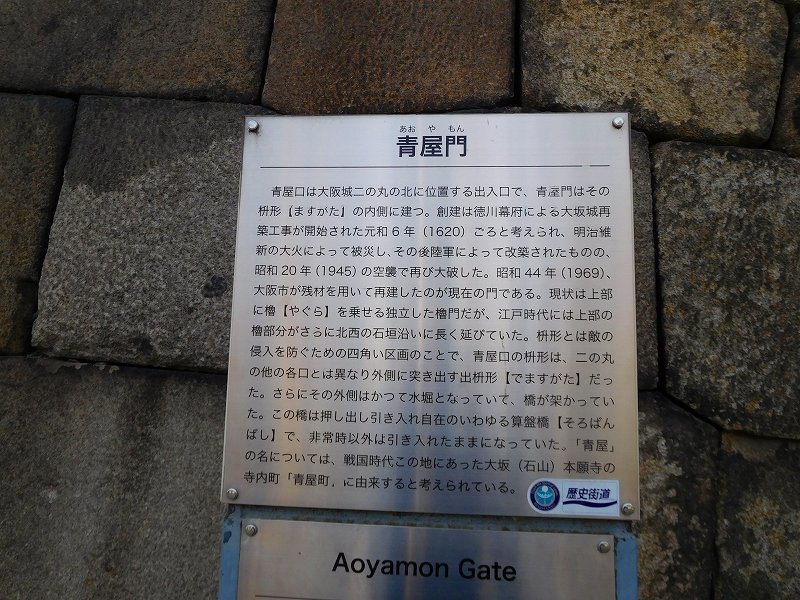 あお や もん
青屋門
青屋口は大阪城二の丸の北に位置する出入口で、青屋門はその
枡形【ますがた】の内側に建つ。創建は徳川幕府による大坂城再
築工事が開始された元和6年（1620）ごろと考えられ、明治維
新の大火によって被災し、その後陸軍によって改築されたものの、
昭和20年（1945）の空襲で再び大破した。昭和44年（1969）、
大阪市が残材を用いて再建したのが現在の門である。現状は上部
に櫓【やぐら】を乗せる独立した櫓門だが、江戸時代には上部の
櫓部分がさらに北西の石垣沿いに長く延びていた。枡形とは敵の
侵入を防ぐための四角い区画のことで、青屋口の枡形は、二の丸
の他の各口とは異なり外側に突き出す出枡形【でますがた】だっ
た。さらにその外側はかつて水堀となっていて、橋が架かってい
た。この橋は押し出し引き入れ自在のいわゆる算盤橋【そろばん
ばし】で、非常時以外は引き入れたままになっていた。「青屋」
の名については、戦国時代この地にあった大坂（石山）本願寺の
寺内町「青屋町」に由来すると考えられている。
歴史街道
Aoyamon Gate